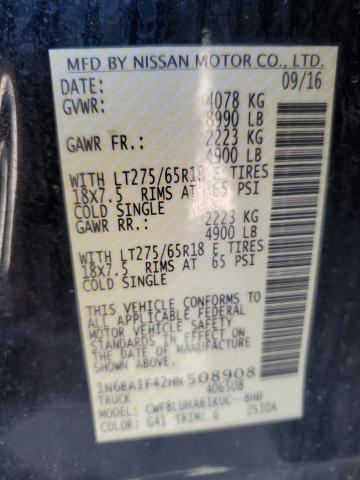 MFD BY NISSAN MOTOR CO., LTD.
DATE: 09/16
GVWR: 4078 KG
8990 LB
GAWR FR.: 2223 KG
4900 LB
WITH LT275/65R18 E TIRES
18X7.5 RIMS AT 65 PSI
COLD SINGLE
GAWR RR.: 2223 KG
4900 LB
WITH LT275/65R18 E TIRES
18X7.5 RIMS AT 65 PSI
COLD SINGLE
THIS VEHICLE CONFORMS TO
ALL APPLICABLE FEDERAL
MOTOR VEHICLE SAFETY
STANDARDS IN EFFECT ON
THE DATE OF MANUFACTURE
SHOWN ABOVE.
1N6BA1F42HN508908
TRUCK 406508
MODEL: CWF8LUHA61KUC--BHD
COLOR: G41 TRIM: G 2S10A